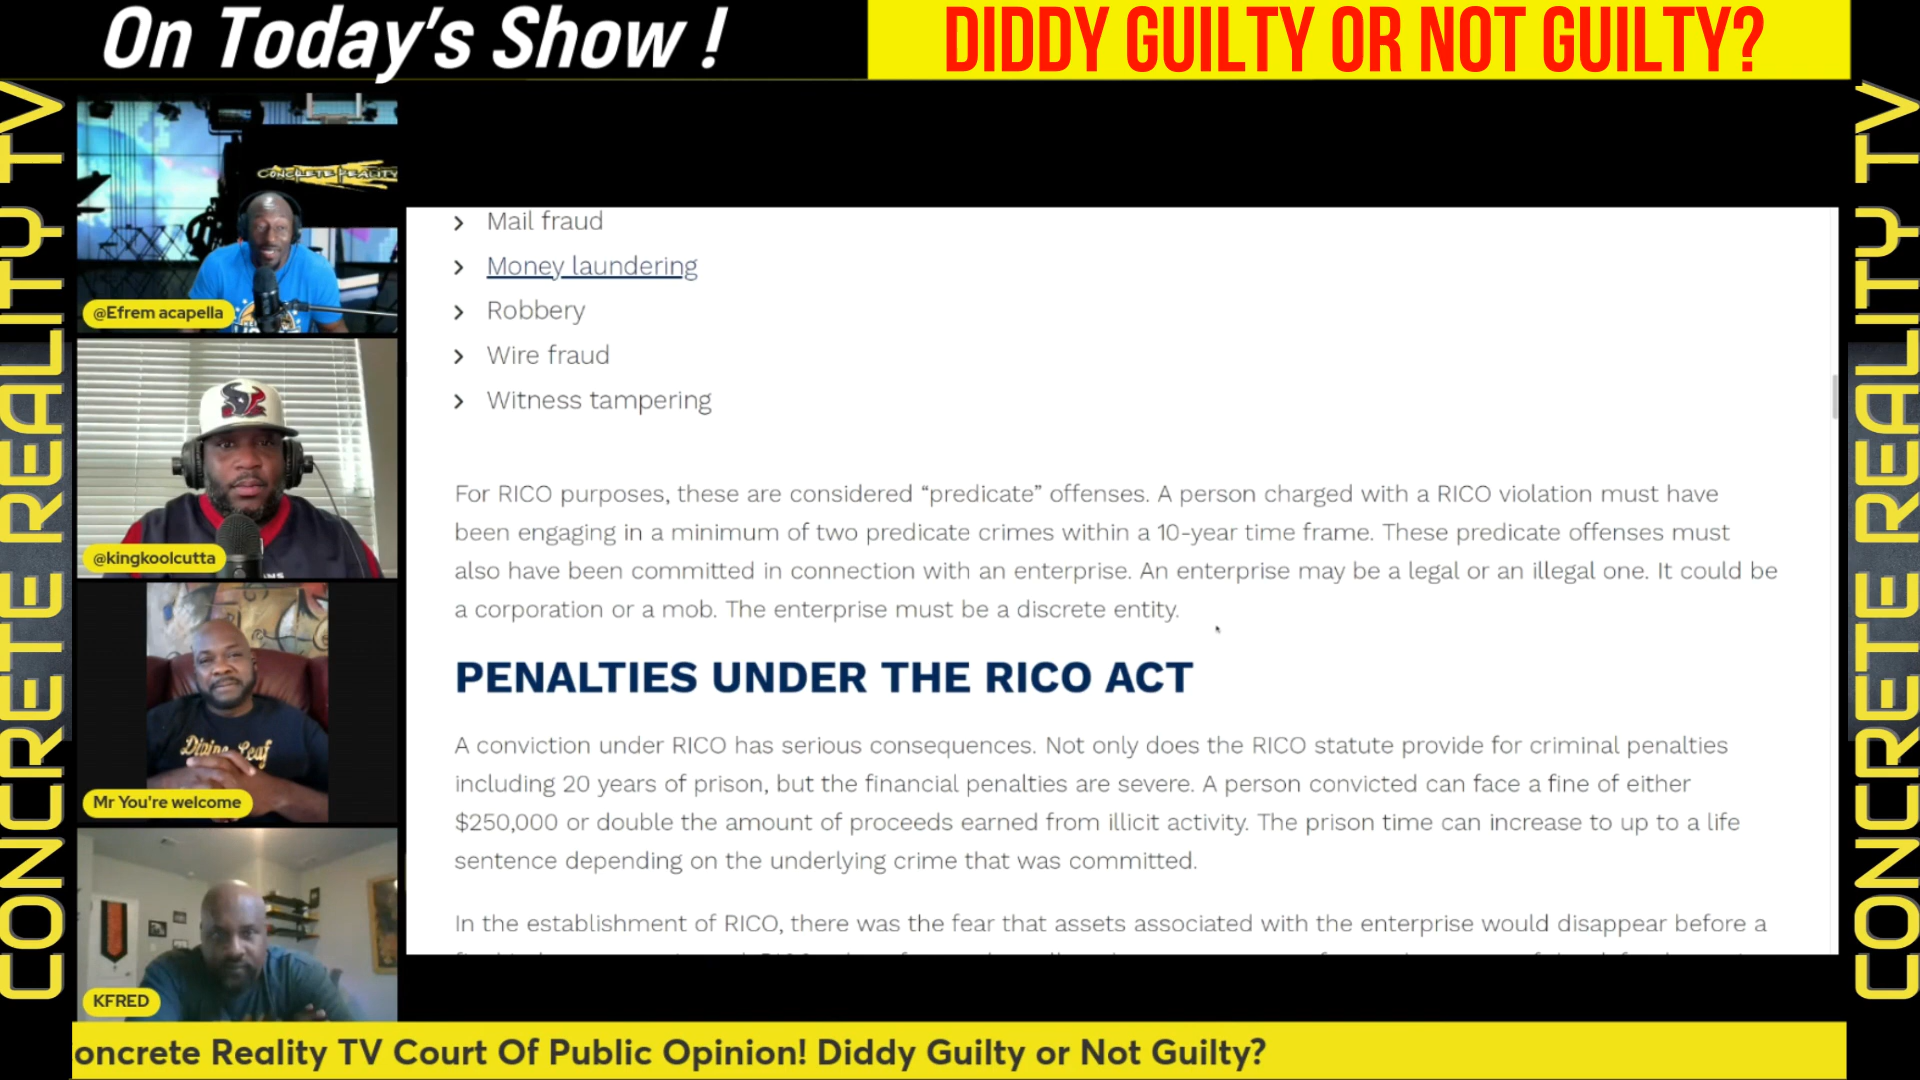 On Today's Show !
DIDDY GUILTY OR NOT GUILTY?
CONCRETE REALITY TV
CONCRETE REALITY
@Efrem acapella
@kingkoolcutta
Divine Leaf
Mr You're welcome
KFRED
Mail fraud
Money laundering
Robbery
Wire fraud
Witness tampering
For RICO purposes, these are considered “predicate” offenses. A person charged with a RICO violation must have
been engaging in a minimum of two predicate crimes within a 10-year time frame. These predicate offenses must
also have been committed in connection with an enterprise. An enterprise may be a legal or an illegal one. It could be
a corporation or a mob. The enterprise must be a discrete entity.
PENALTIES UNDER THE RICO ACT
A conviction under RICO has serious consequences. Not only does the RICO statute provide for criminal penalties
including 20 years of prison, but the financial penalties are severe. A person convicted can face a fine of either
$250,000 or double the amount of proceeds earned from illicit activity. The prison time can increase to up to a life
sentence depending on the underlying crime that was committed.
In the establishment of RICO, there was the fear that assets associated with the enterprise would disappear before a
CONCRETE REALITY TV
oncrete Reality TV Court Of Public Opinion! Diddy Guilty or Not Guilty?